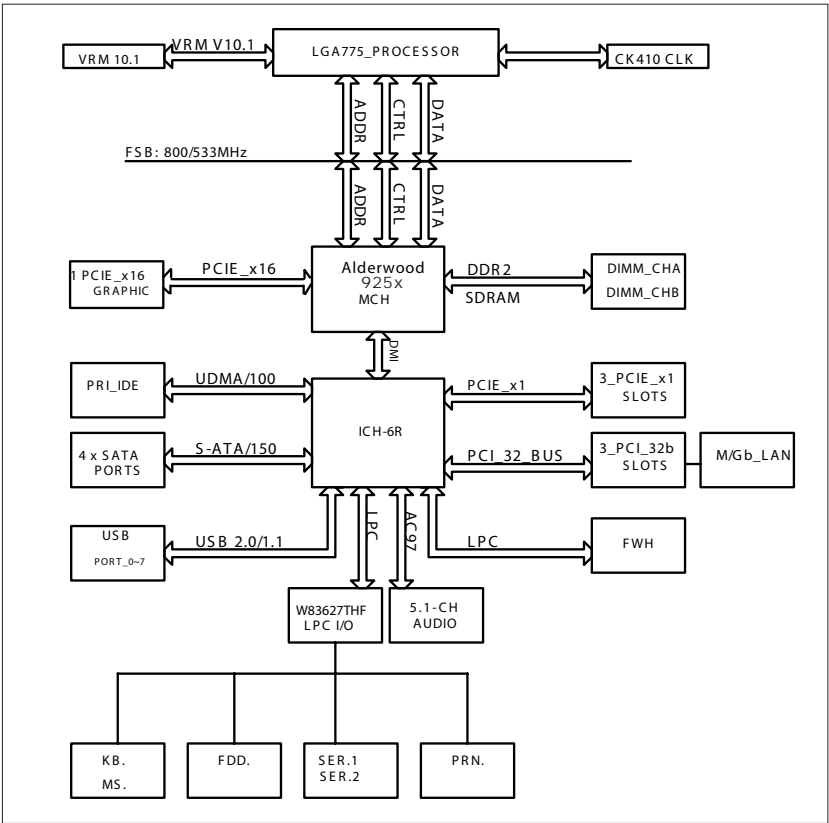 VRM V10.1
LGA775_PROCESSOR
VRM 10.1
CK410 CLK
ADDR
CTRL
DATA
FSB: 800/533MHz
ADDR
CTRL
DATA
1 PCIE_x16
GRAPHIC
PCIE_x16
Alderwood
925x
MCH
DDR2
SDRAM
DIMM_CHA
DIMM_CHB
DMI
PRI_IDE
UDMA/100
ICH-6R
PCIE_x1
3_PCIE_x1
SLOTS
4 x SATA
PORTS
S-ATA/150
PCI_32_BUS
3_PCI_32b
SLOTS
M/Gb_LAN
USB
PORT_0~7
USB 2.0/1.1
LPC
AC97
LPC
FWH
W83627THF
LPC I/O
5.1-CH
AUDIO
KB.
MS.
FDD.
SER.1
SER.2
PRN.